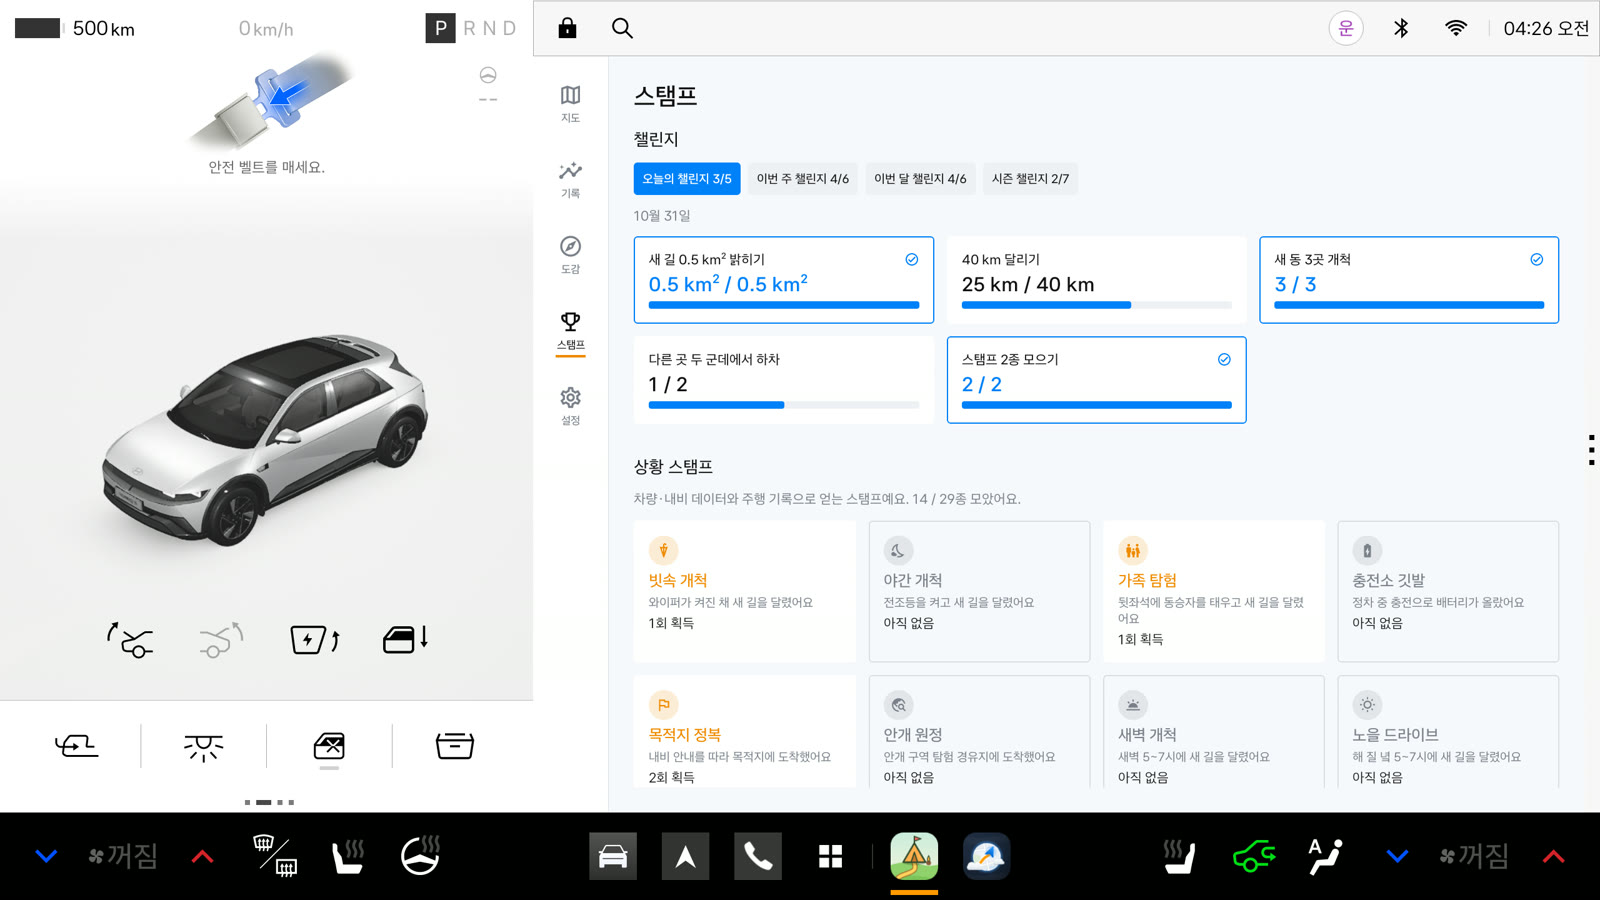 500 km
0 km/h
P R N D
운
04:26 오전
--
안전 벨트를 매세요.
지도
기록
도감
스탬프
설정
스탬프
챌린지
오늘의 챌린지 3/5
이번 주 챌린지 4/6
이번 달 챌린지 4/6
시즌 챌린지 2/7
10월 31일
새 길 0.5 km² 밝히기
0.5 km² / 0.5 km²
40 km 달리기
25 km / 40 km
새 동 3곳 개척
3 / 3
다른 곳 두 군데에서 하차
1 / 2
스탬프 2종 모으기
2 / 2
상황 스탬프
차량·내비 데이터와 주행 기록으로 얻는 스탬프예요. 14 / 29종 모았어요.
빗속 개척
와이퍼가 켜진 채 새 길을 달렸어요
1회 획득
야간 개척
전조등을 켜고 새 길을 달렸어요
아직 없음
가족 탐험
뒷좌석에 동승자를 태우고 새 길을 달렸
어요
1회 획득
충전소 깃발
정차 중 충전으로 배터리가 올랐어요
아직 없음
목적지 정복
내비 안내를 따라 목적지에 도착했어요
2회 획득
안개 원정
안개 구역 탐험 경유지에 도착했어요
아직 없음
새벽 개척
새벽 5~7시에 새 길을 달렸어요
아직 없음
노을 드라이브
해 질 녘 5~7시에 새 길을 달렸어요
아직 없음
꺼짐
A
꺼짐